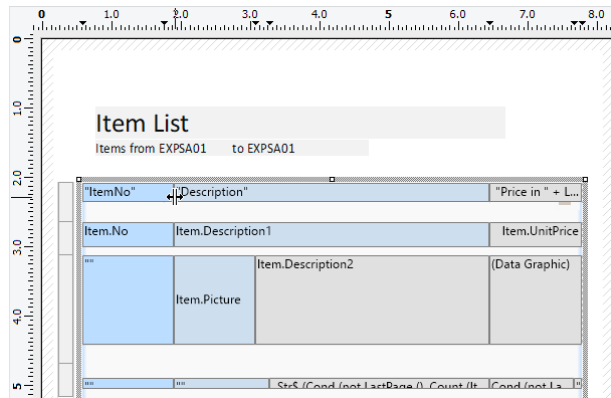 0 1.0 2.0 3.0 4.0 5.0 6.0 7.0 8.0
0
1.0
Item List
Items from EXPSA01 to EXPSA01
2.0
"ItemNo" "Description" "Price in " + L...
Item.No Item.Description1 Item.UnitPrice
3.0
"" Item.Description2 (Data Graphic)
Item.Picture
4.0
5
"" "" Str$ (Cond (not LastPage (), Count (It Cond (not La "